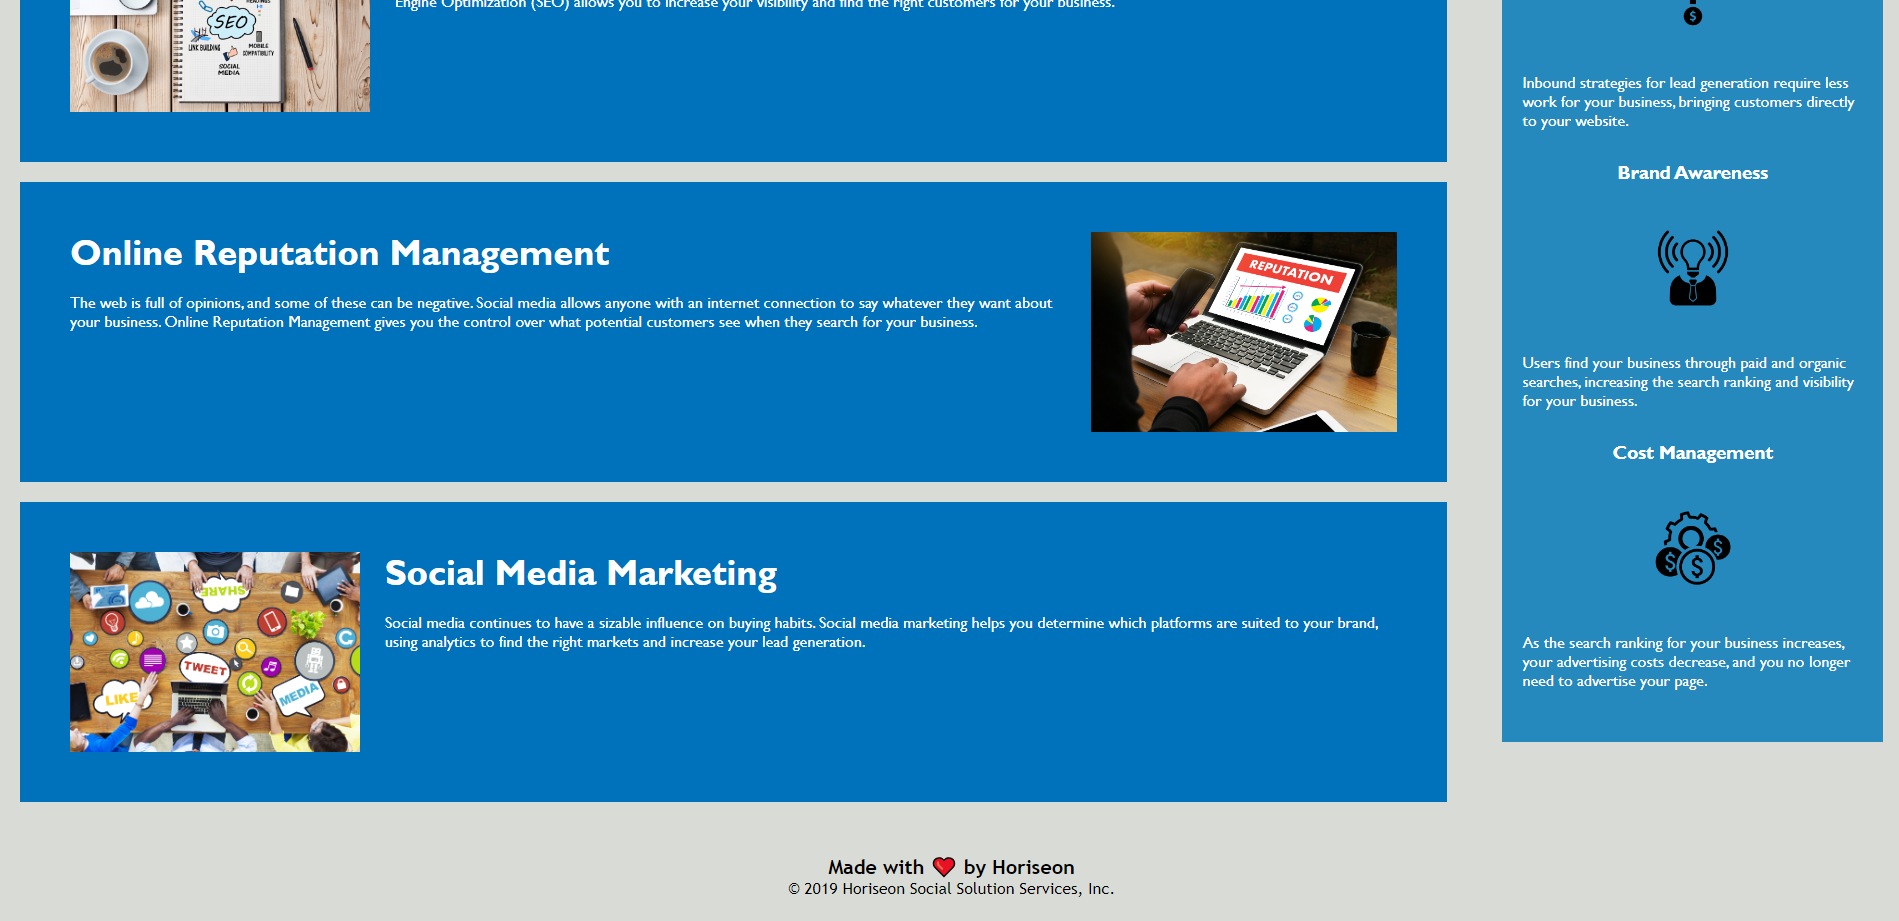 Engine Optimization (SEO) allows you to increase your visibility and find the right customers for your business.
SEO
LINK BUILDING
MOBILE
COMPATIBILITY
SOCIAL
MEDIA
Online Reputation Management
The web is full of opinions, and some of these can be negative. Social media allows anyone with an internet connection to say whatever they want about
your business. Online Reputation Management gives you the control over what potential customers see when they search for your business.
REPUTATION
Social Media Marketing
Social media continues to have a sizable influence on buying habits. Social media marketing helps you determine which platforms are suited to your brand,
using analytics to find the right markets and increase your lead generation.
SHARE
TWEET
LIKE
MEDIA
Inbound strategies for lead generation require less
work for your business, bringing customers directly
to your website.
Brand Awareness
Users find your business through paid and organic
searches, increasing the search ranking and visibility
for your business.
Cost Management
$
$
$
As the search ranking for your business increases,
your advertising costs decrease, and you no longer
need to advertise your page.
Made with ❤️ by Horiseon
© 2019 Horiseon Social Solution Services, Inc.